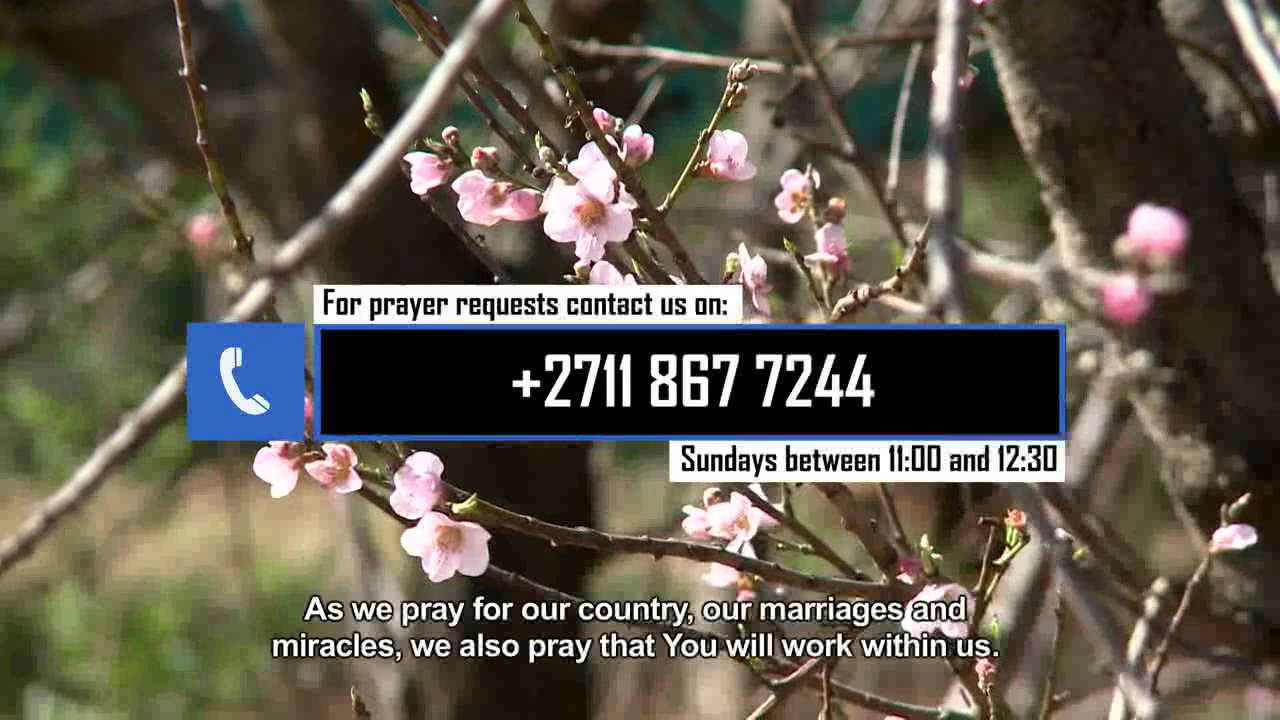 For prayer requests contact us on:
+2711 867 7244
Sundays between 11:00 and 12:30
As we pray for our country, our marriages and
miracles, we also pray that You will work within us.